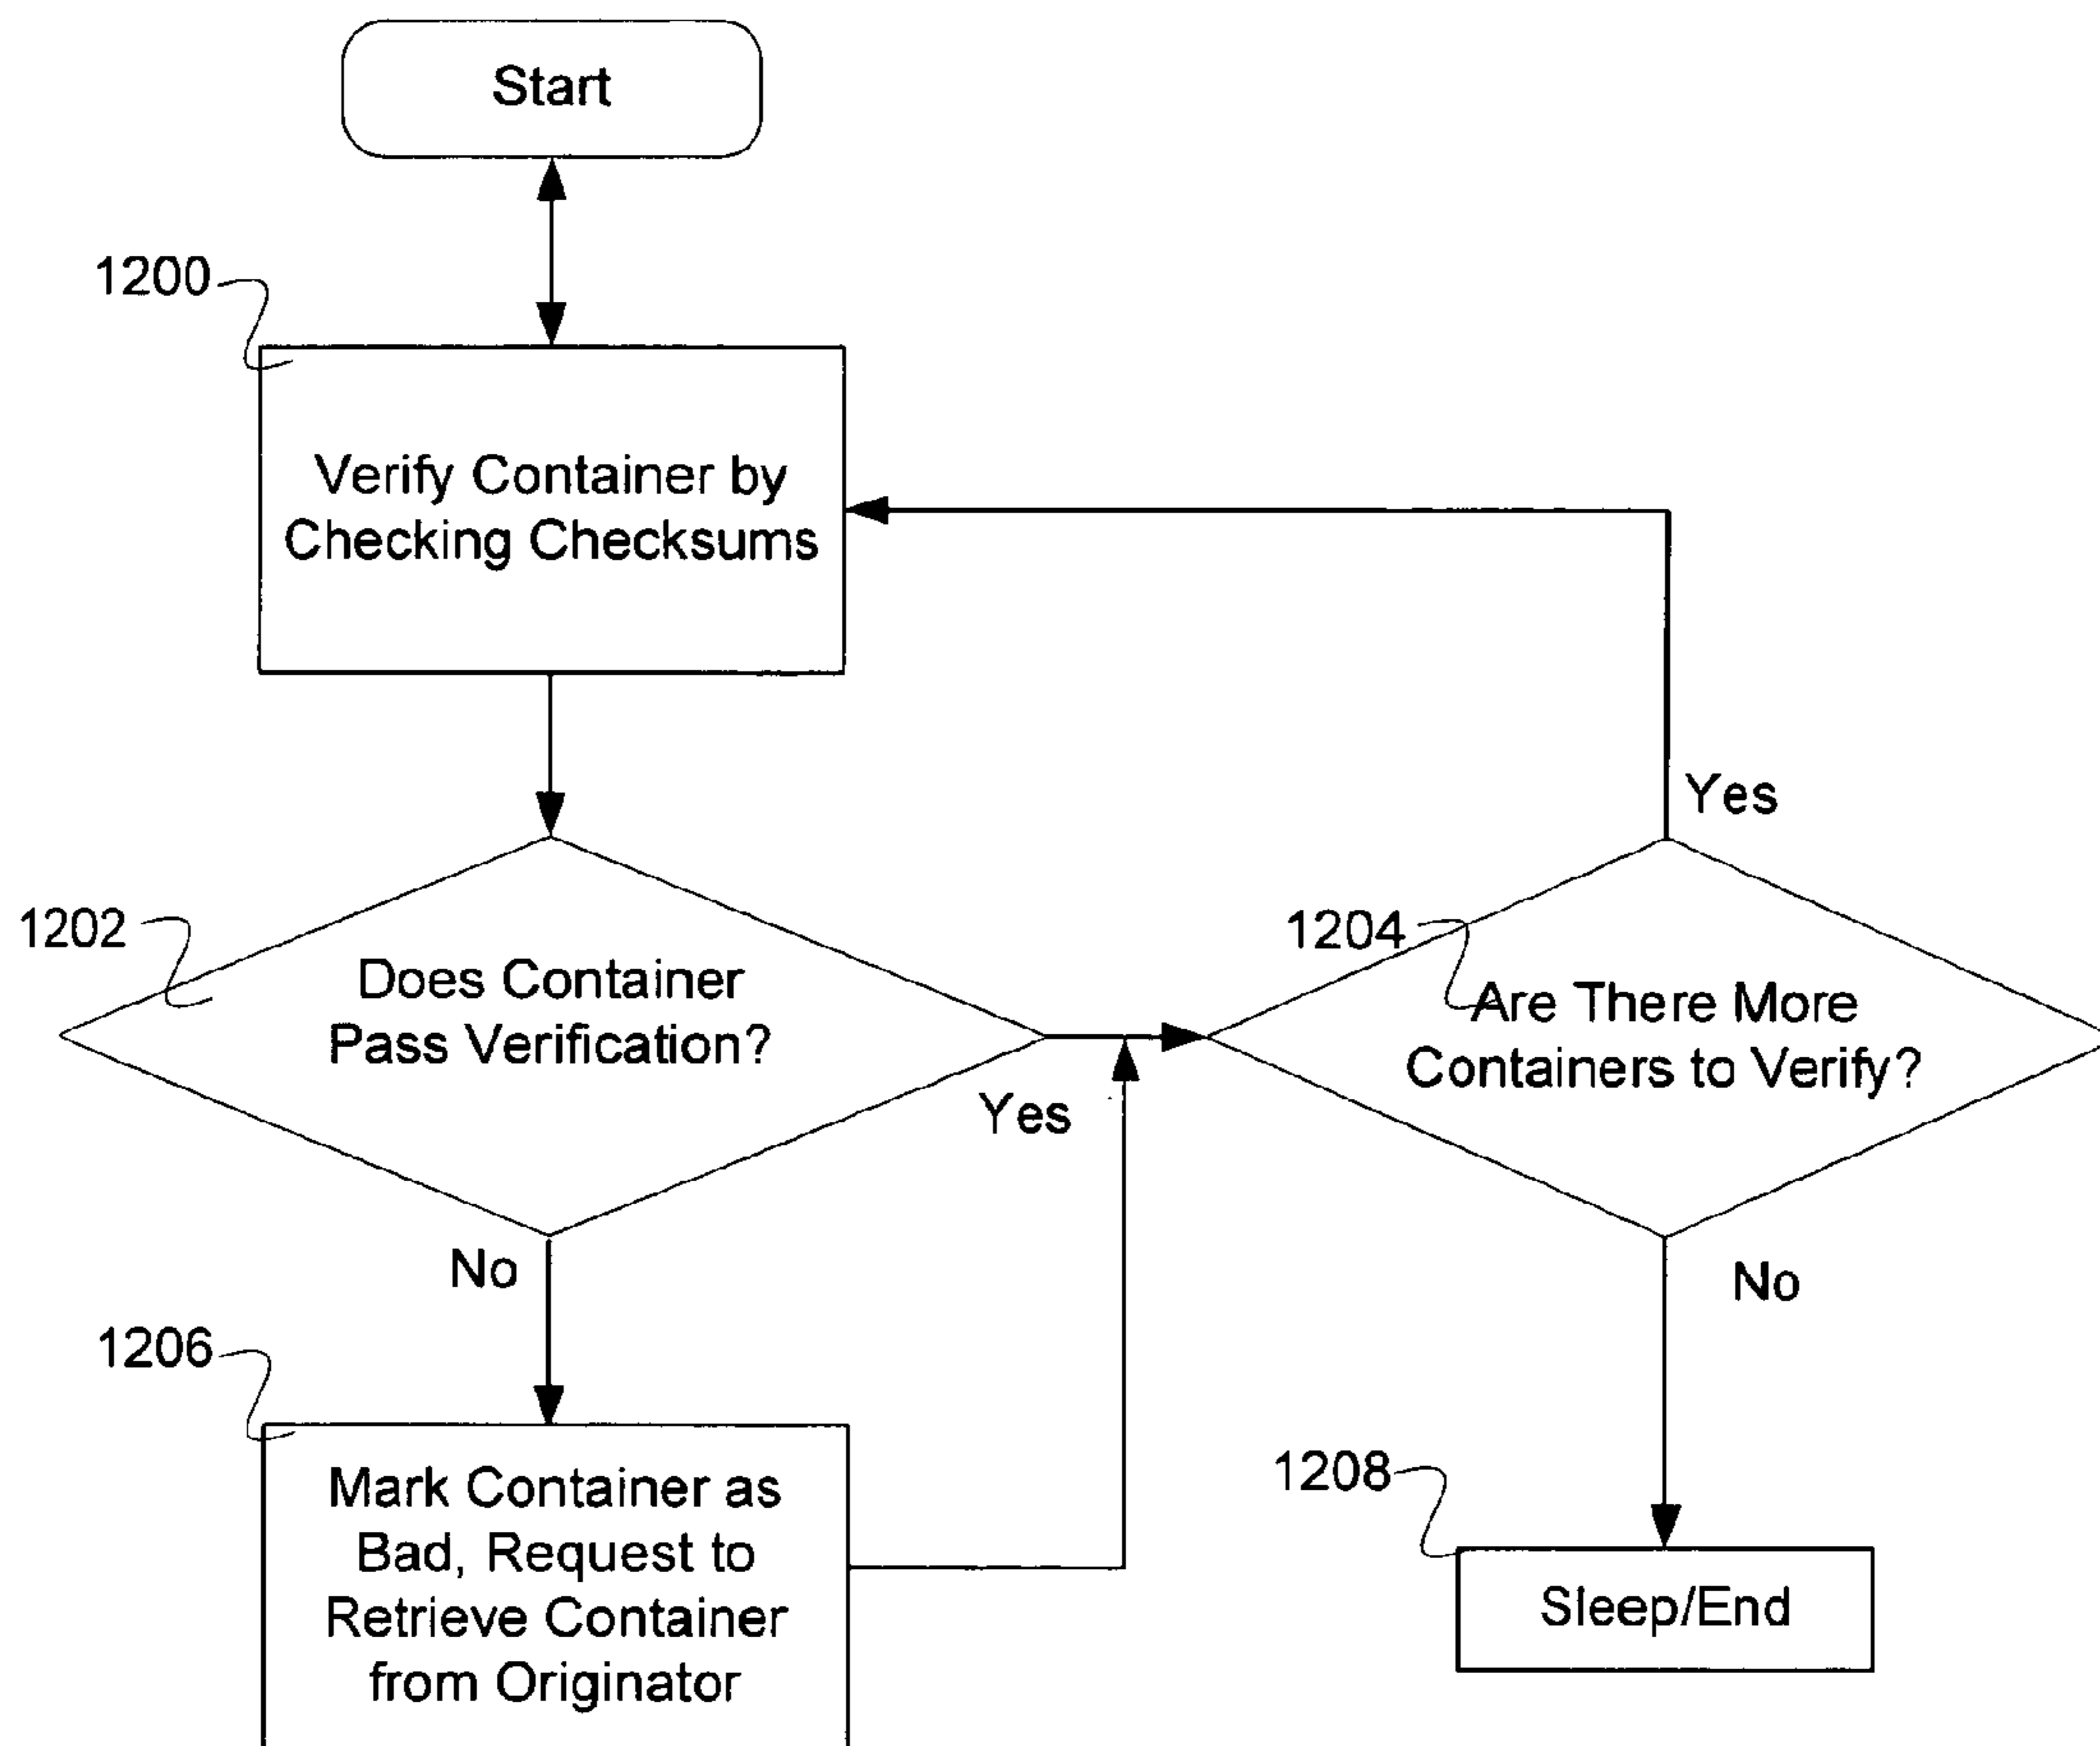 Start
1200
Verify Container by
Checking Checksums
Yes
1202
Does Container
Pass Verification?
Yes
1204
Are There More
Containers to Verify?
No
No
1206
Mark Container as
Bad, Request to
Retrieve Container
from Originator
1208
Sleep/End